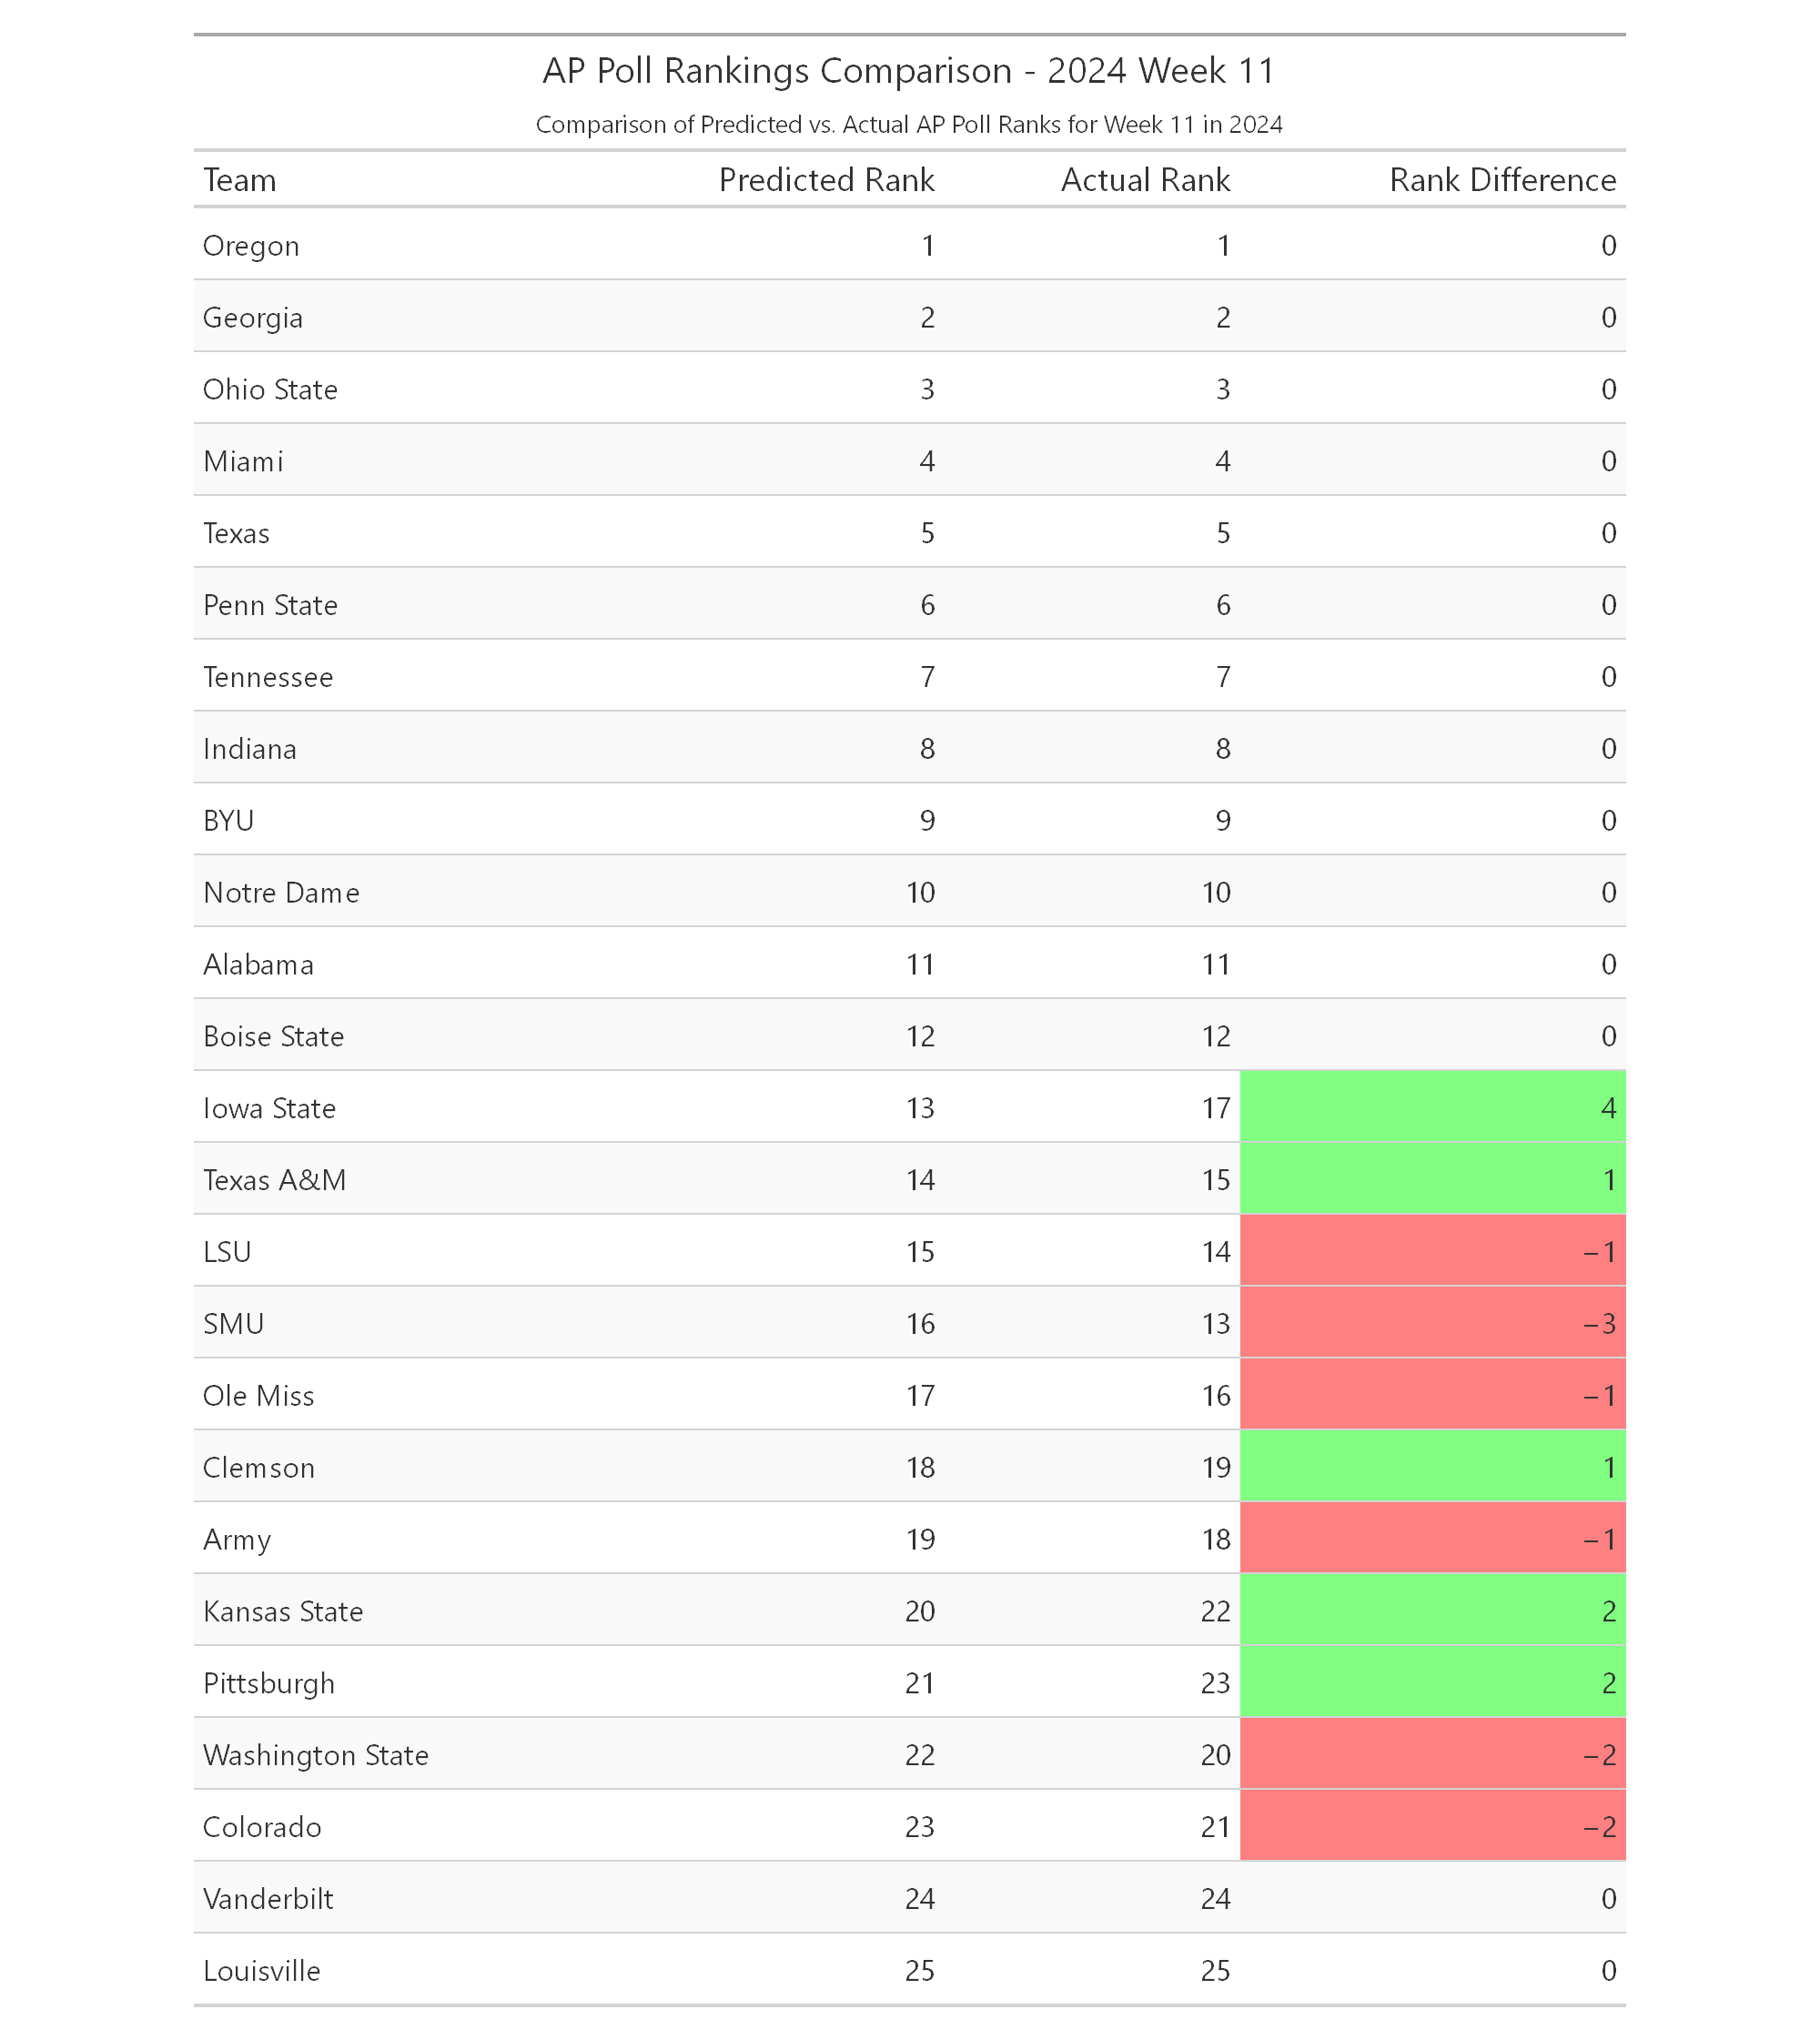 AP Poll Rankings Comparison - 2024 Week 11
Comparison of Predicted vs. Actual AP Poll Ranks for Week 11 in 2024
Team Predicted Rank Actual Rank Rank Difference
Oregon 1 1 0
Georgia 2 2 0
Ohio State 3 3 0
Miami 4 4 0
Texas 5 5 0
Penn State 6 6 0
Tennessee 7 7 0
Indiana 8 8 0
BYU 9 9 0
Notre Dame 10 10 0
Alabama 11 11 0
Boise State 12 12 0
Iowa State 13 17 4
Texas A&M 14 15 1
LSU 15 14 −1
SMU 16 13 −3
Ole Miss 17 16 −1
Clemson 18 19 1
Army 19 18 −1
Kansas State 20 22 2
Pittsburgh 21 23 2
Washington State 22 20 −2
Colorado 23 21 −2
Vanderbilt 24 24 0
Louisville 25 25 0